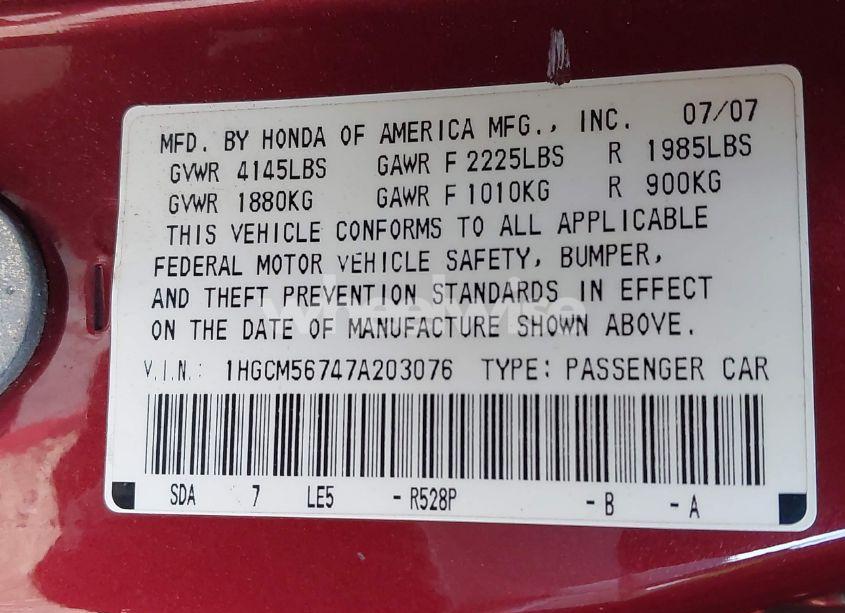 MFD. BY HONDA OF AMERICA MFG., INC. 07/07
GVWR 4145LBS GAWR F 2225LBS R 1985LBS
GVWR 1880KG GAWR F 1010KG R 900KG
THIS VEHICLE CONFORMS TO ALL APPLICABLE
FEDERAL MOTOR VEHICLE SAFETY, BUMPER,
AND THEFT PREVENTION STANDARDS IN EFFECT
ON THE DATE OF MANUFACTURE SHOWN ABOVE.
wheelwise
V.I.N.: 1HGCM56747A203076 TYPE: PASSENGER CAR
SDA 7 LE5 - R528P - B - A